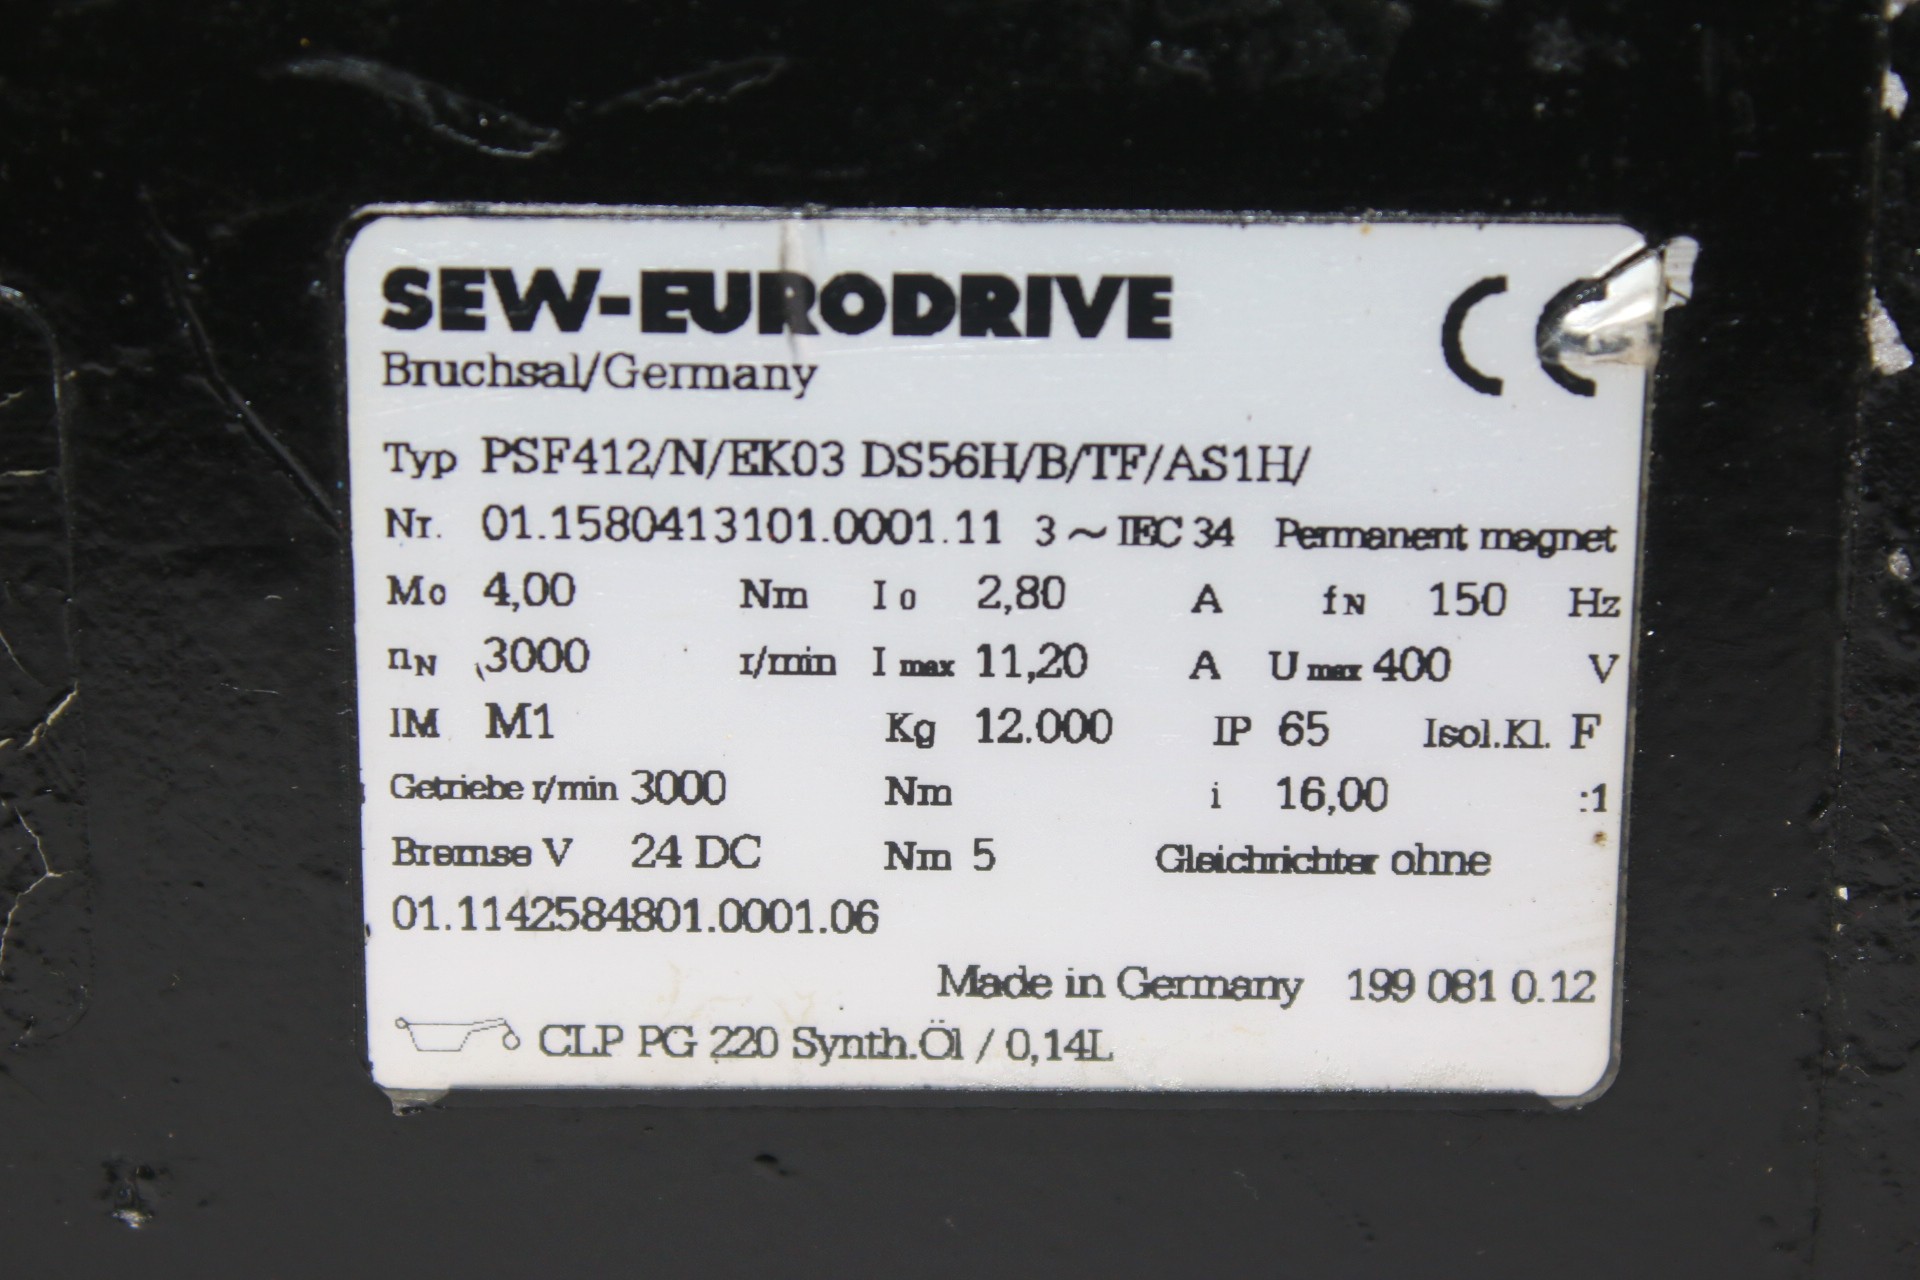 SEW-EURODRIVE CE
Bruchsal/Germany
Typ PSF412/N/EK03 DS56H/B/TF/AS1H/
Nr. 01.1580413101.0001.11 3 ~ IEC 34 Permanent magnet
Mo 4,00 Nm I 0 2,80 A fN 150 Hz
nN 3000 r/min I max 11,20 A U max 400 V
IM M1 Kg 12.000 IP 65 Isol.Kl. F
Getriebe r/min 3000 Nm i 16,00 :1
Bremse V 24 DC Nm 5 Gleichrichter ohne
01.1142584801.0001.06
Made in Germany 199 081 0.12
CLP PG 220 Synth.Öl / 0,14L